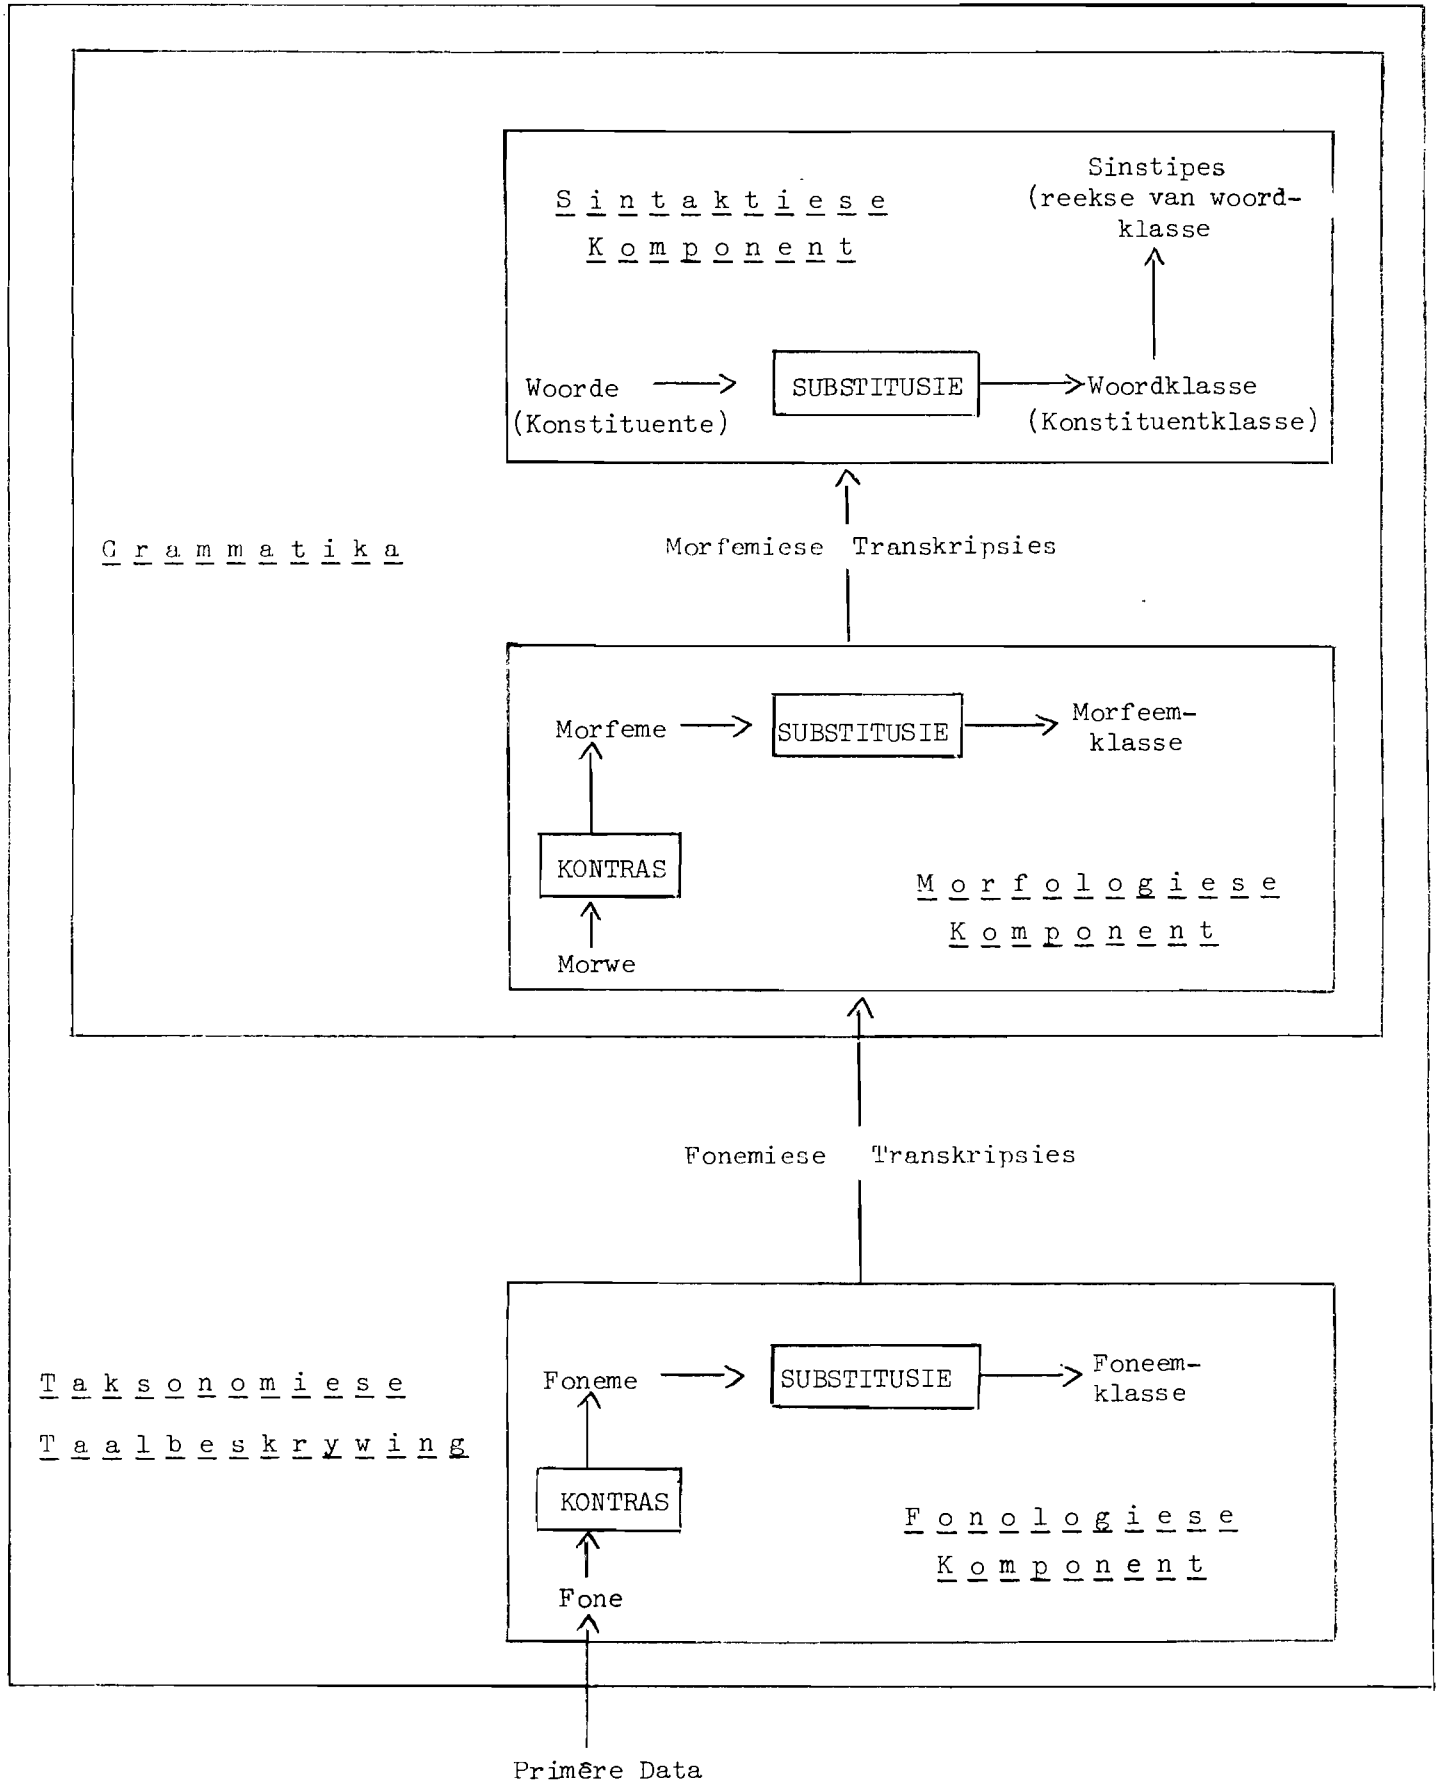 Sintaktiese
Komponent
Sinstipes
(reekse van woord-
klasse
Woorde
(Konstituente)
SUBSTITUSIE
Woordklasse
(Konstituentklasse)
Grammatika
Morfemiese Transkripsies
Morfeme
SUBSTITUSIE
Morfeem-
klasse
KONTRAS
Morwe
Morfologiese
Komponent
Fonemiese Transkripsies
Taksonomiese
Taalbeskrywing
Foneme
SUBSTITUSIE
Foneem-
klasse
KONTRAS
Fone
Fonologiese
Komponent
Primêre Data